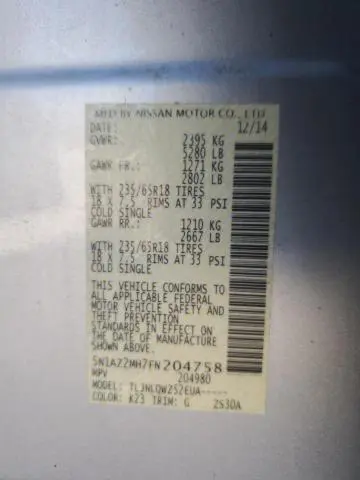 MFD BY NISSAN MOTOR CO., LTD
DATE: 12/14
GVWR: 2395 KG
5280 LB
GAWR FR.: 1271 KG
2802 LB
WITH 235/65R18 TIRES
18 X 7.5 RIMS AT 33 PSI
COLD SINGLE
GAWR RR.: 1210 KG
2667 LB
WITH 235/65R18 TIRES
18 X 7.5 RIMS AT 33 PSI
COLD SINGLE
THIS VEHICLE CONFORMS TO
ALL APPLICABLE FEDERAL
MOTOR VEHICLE SAFETY AND
THEFT PREVENTION
STANDARDS IN EFFECT ON
THE DATE OF MANUFACTURE
SHOWN ABOVE.
5N1AZ2MH7FN204758
MPV 204980
MODEL: TLJNLQWZ52EUA-----
COLOR: K23 TRIM: G 2S30A